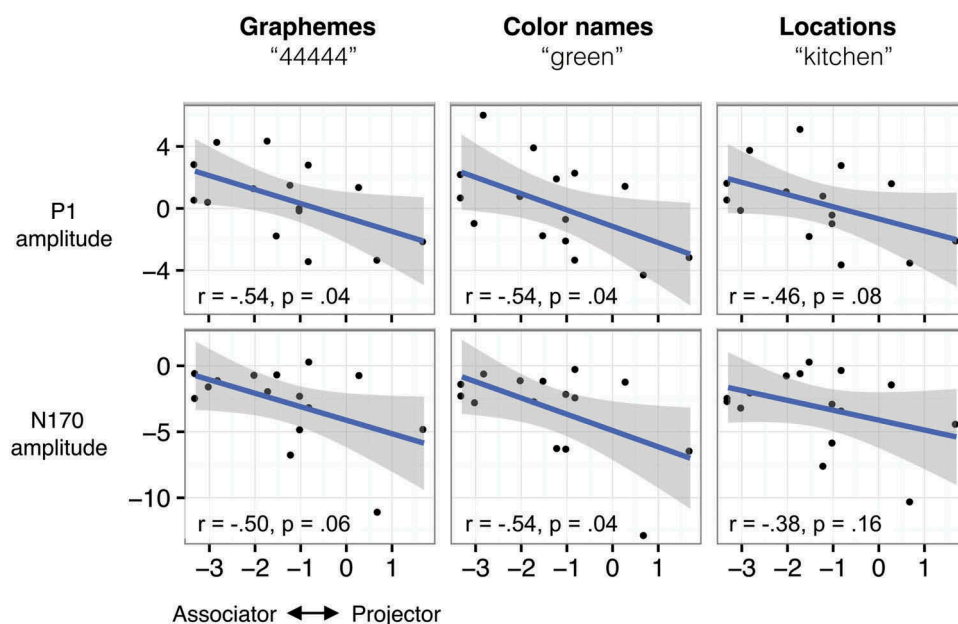 Graphemes Color names Locations
“44444” “green” “kitchen”
4
P1
amplitude
0
−4
r = -.54, p = .04 r = -.54, p = .04 r = -.46, p = .08
0
N170
amplitude
−5
−10
r = -.50, p = .06 r = -.54, p = .04 r = -.38, p = .16
−3 −2 −1 0 1 −3 −2 −1 0 1 −3 −2 −1 0 1
Associator Projector